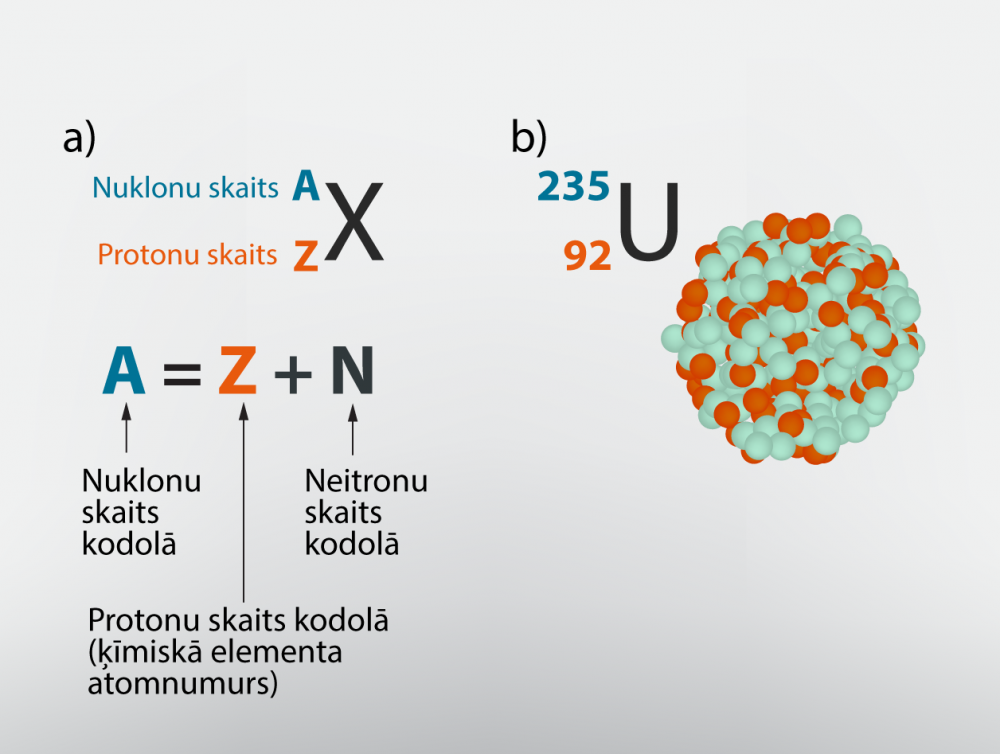 a)
Nuklonu skaits A
X
Protonu skaits Z
A = Z + N
Nuklonu
skaits
kodolā
Neitronu
skaits
kodolā
Protonu skaits kodolā
(ķīmiskā elementa
atomnumurs)
b)
235
U
92